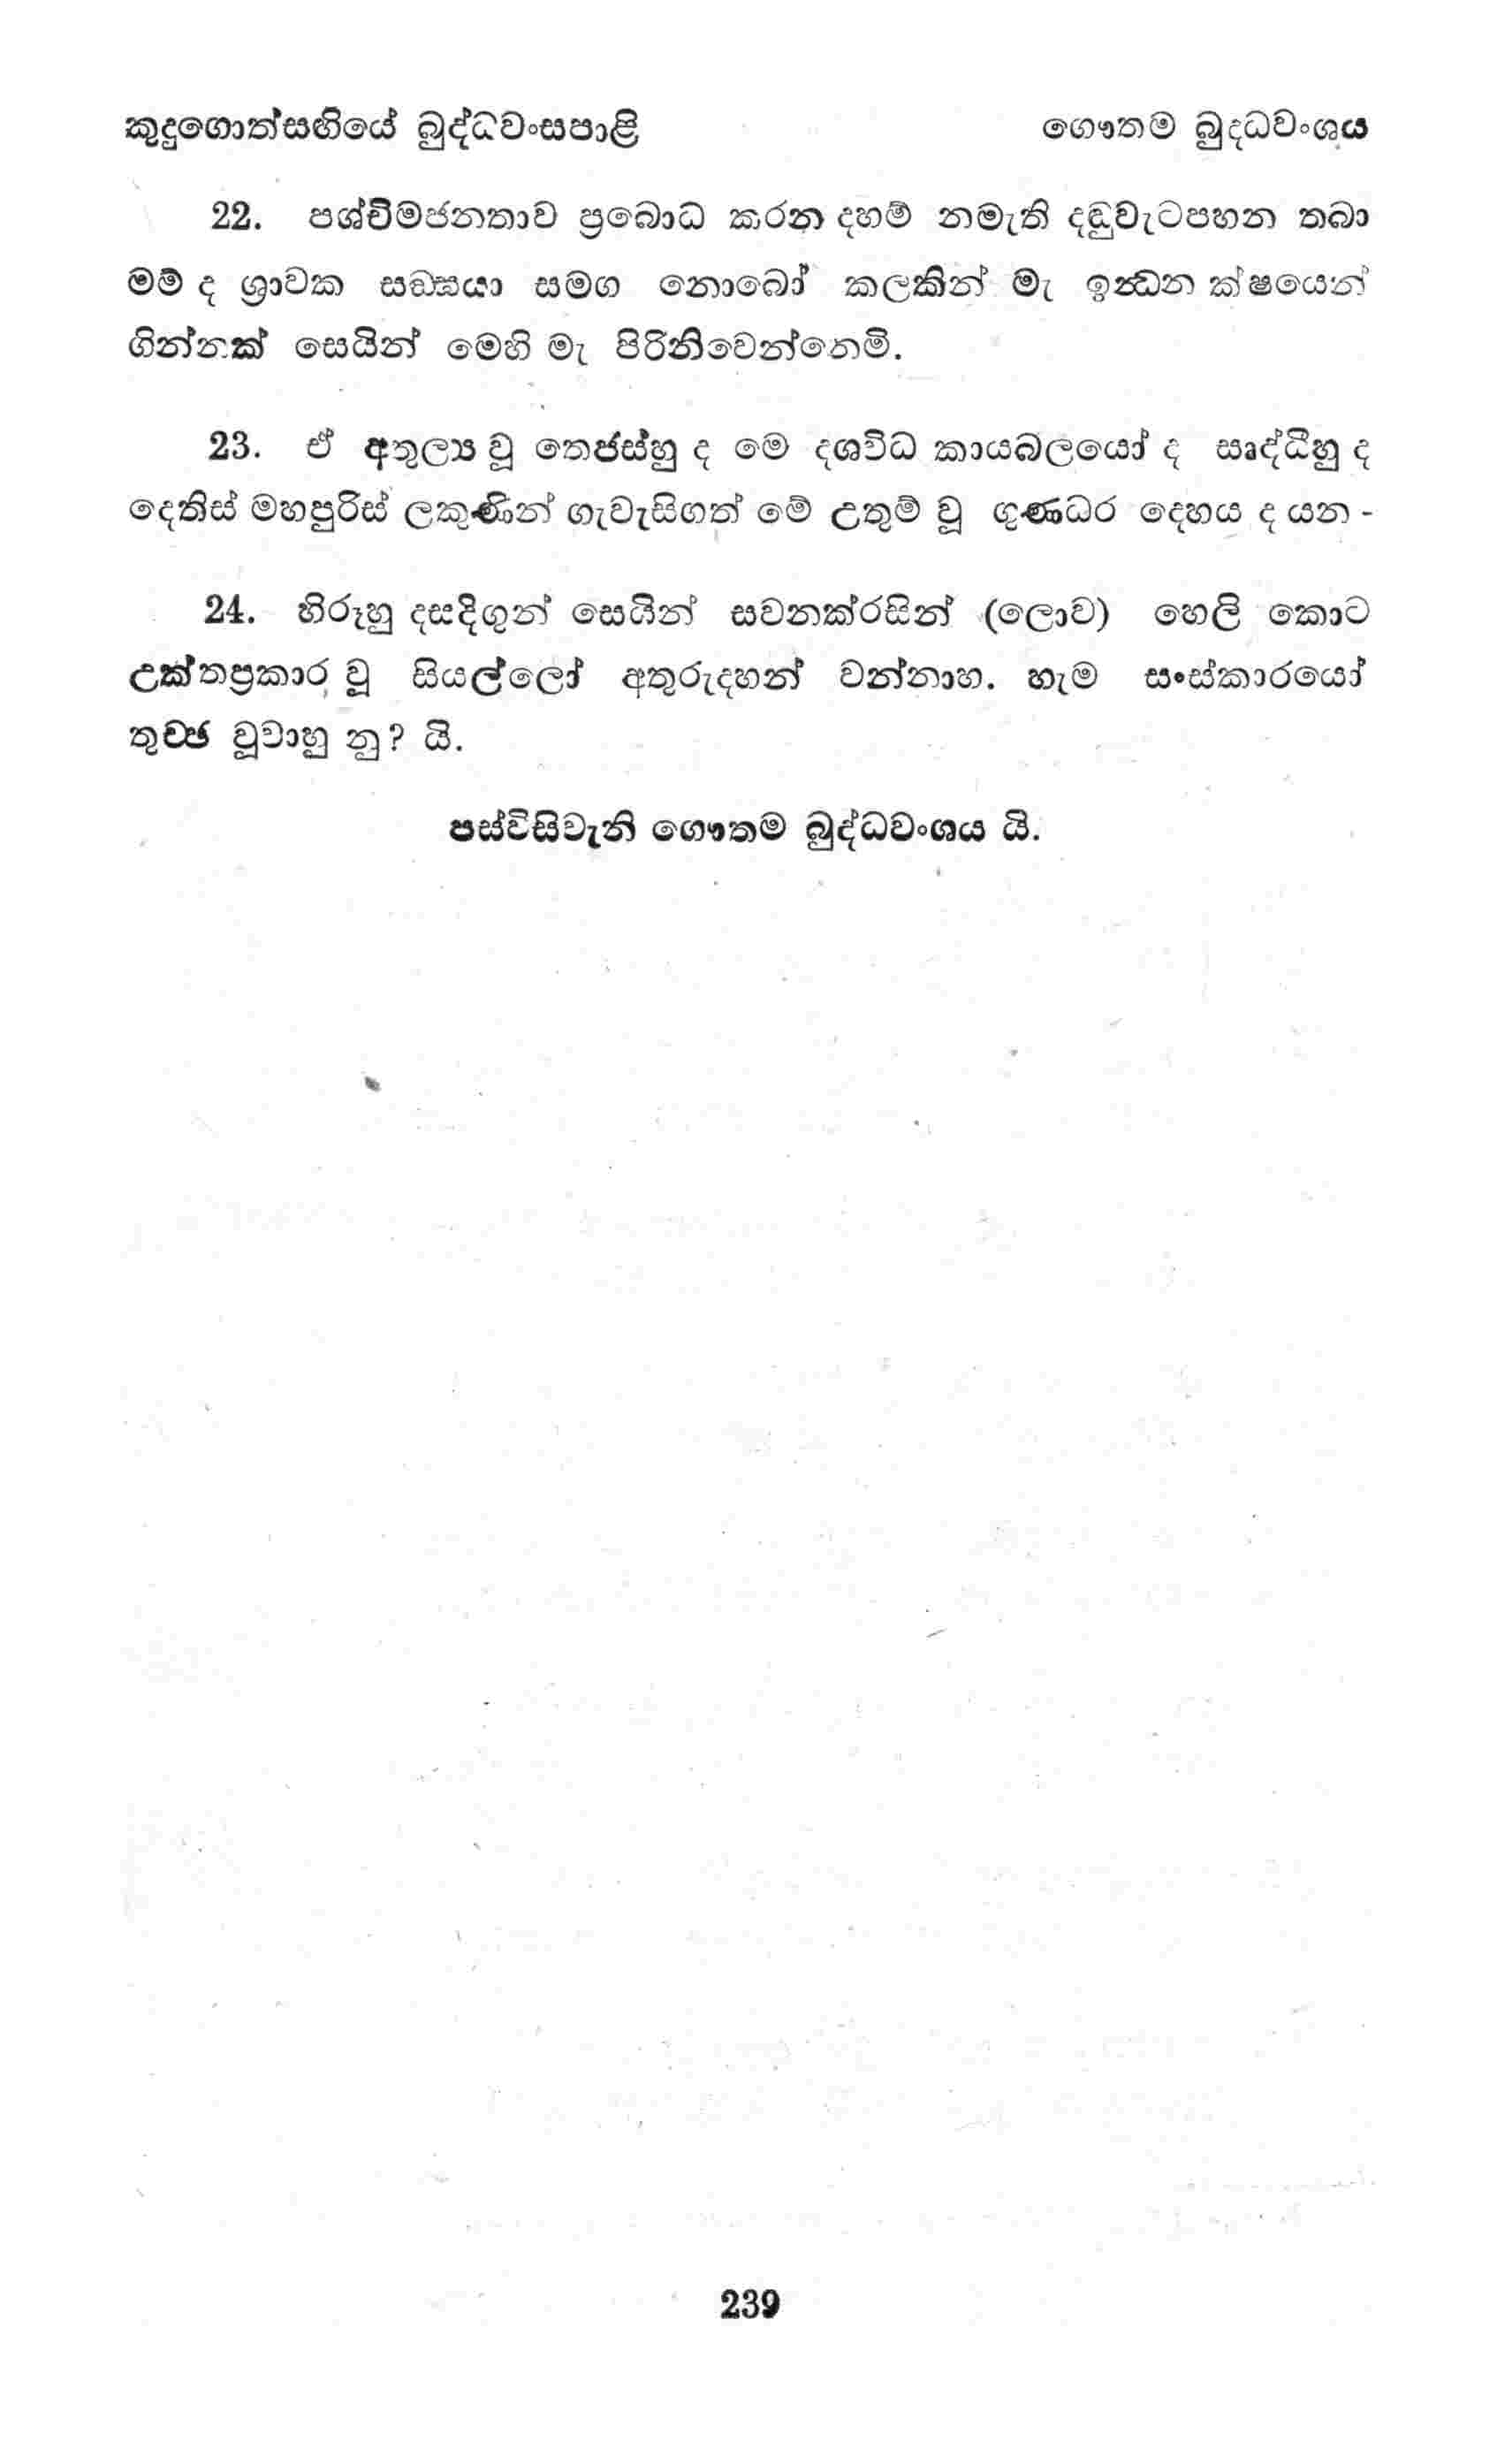 කුදුගොත්සඟියේ බුද්ධවංසපාළි ගෞතම බුද්ධවංශය
22. පශ්චිමජනතාව ප්‍රබොධ කරන දහම් නමැති දඬුවැටපහන තබා
මම් ද ශ්‍රාවක සඞ්ඝයා සමග නොබෝ කලකින් මැ ඉන්‍ධන ක්ෂයෙන්
ගින්නක් සෙයින් මෙහි මැ පිරිනිවෙන්නෙමි.
23. ඒ අතුල්‍ය වූ තෙජස්හු ද මෙ දශවිධ කායබලයෝ ද සෘද්ධිහු ද
දෙතිස් මහපුරිස් ලකුණින් ගැවැසිගත් මේ උතුම් වූ ගුණධර දෙහය ද යන -
24. හිරූහු දසදිගුන් සෙයින් සවනක්රසින් (ලොව) හෙලි කොට
උක්තප්‍රකාර වූ සියල්ලෝ අතුරුදහන් වන්නාහ. හැම සංස්කාරයෝ
තුච්ඡ වූවාහු නු? යි.
පස්විසිවැනි ගෞතම බුද්ධවංශය යි.
239